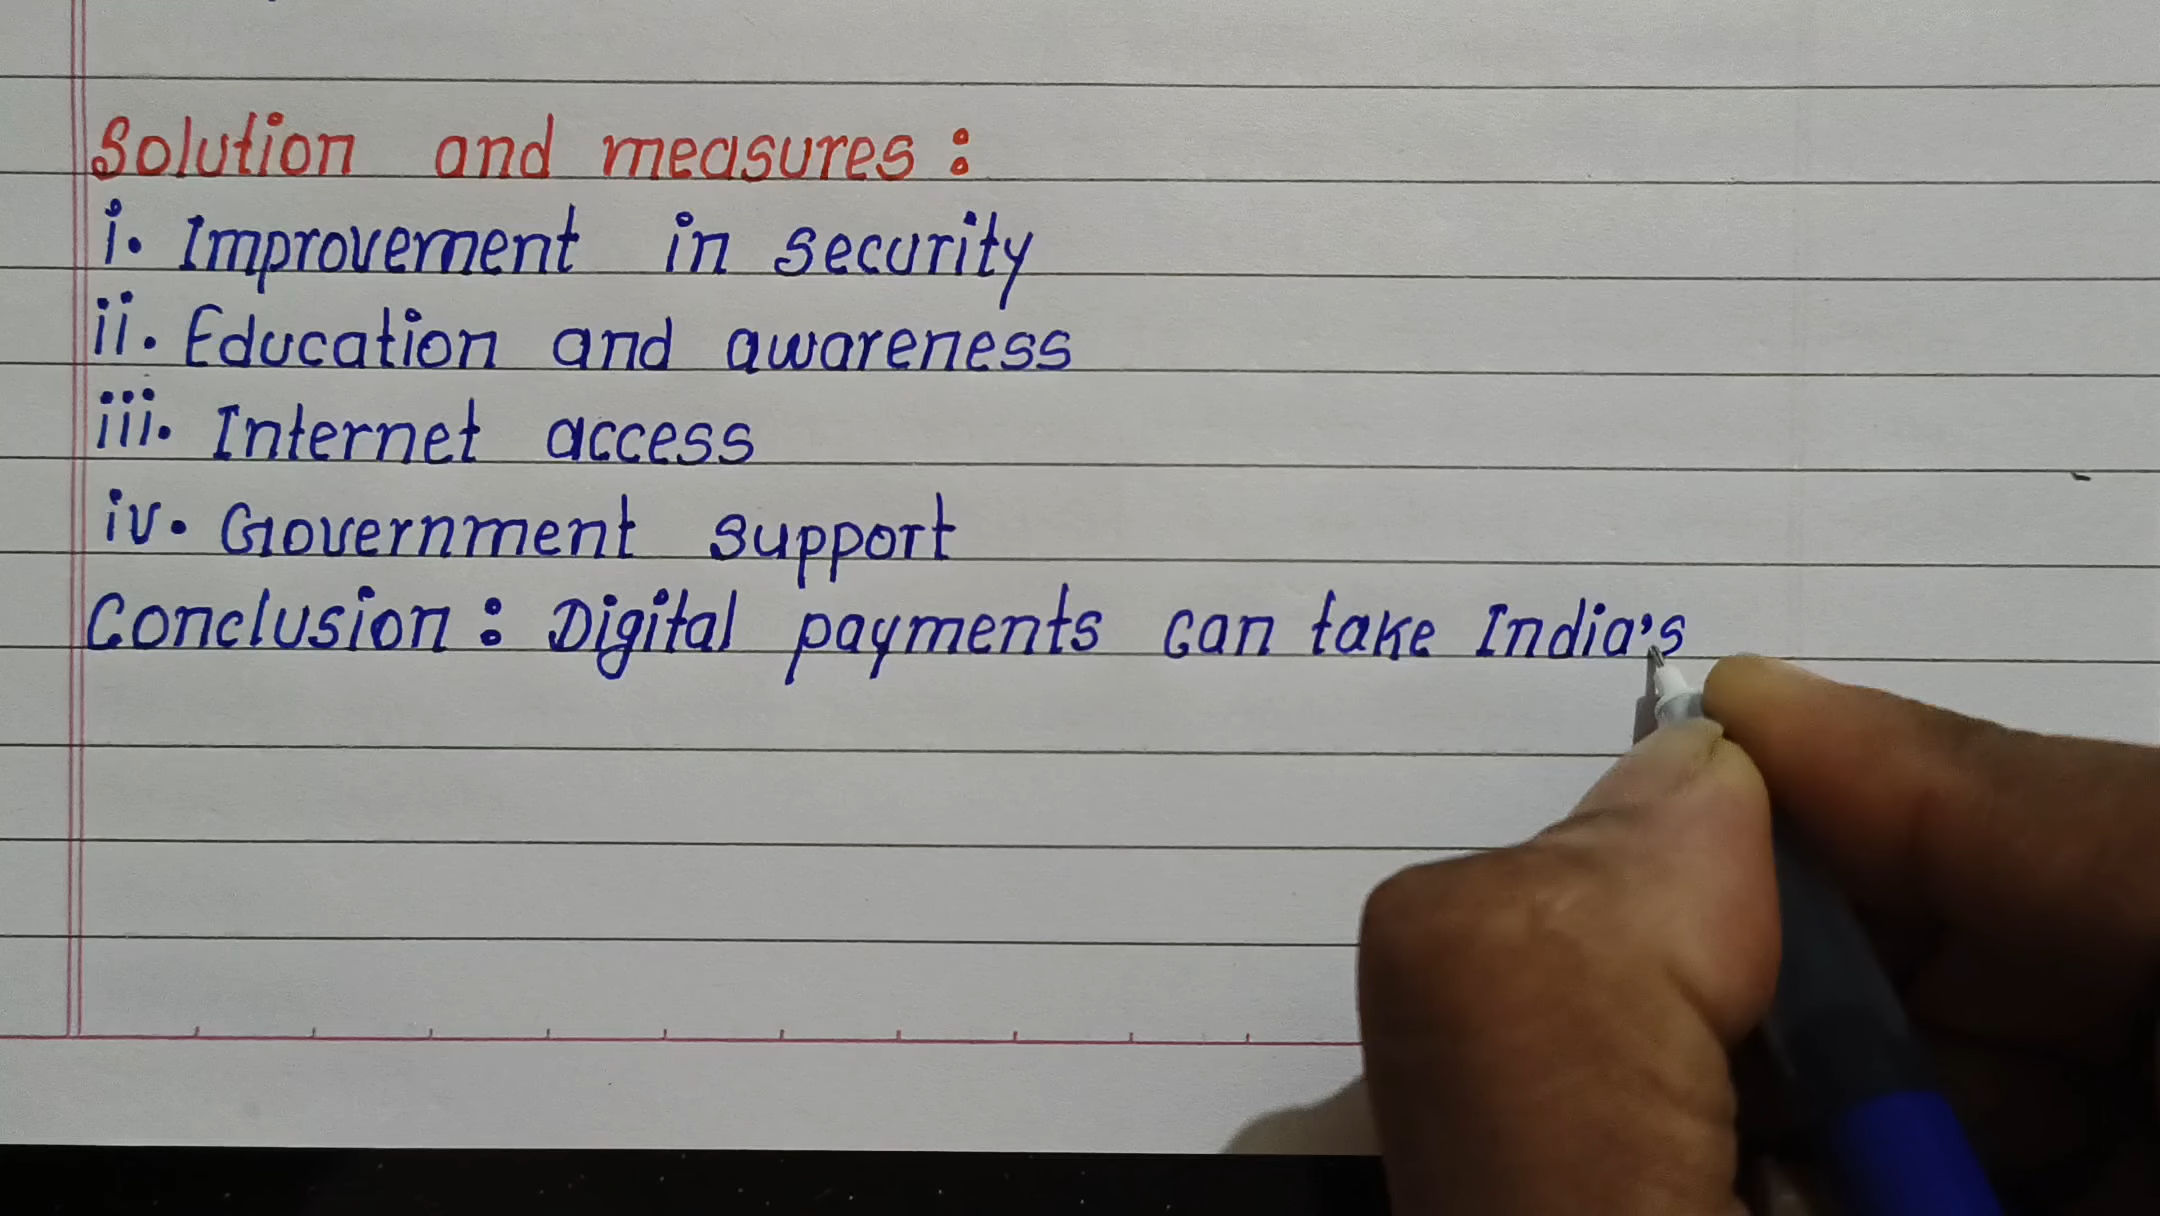 Solution and measures :
i. Improvement in security
ii. Education and awareness
iii. Internet access
iv. Government support
Conclusion : Digital payments can take India's